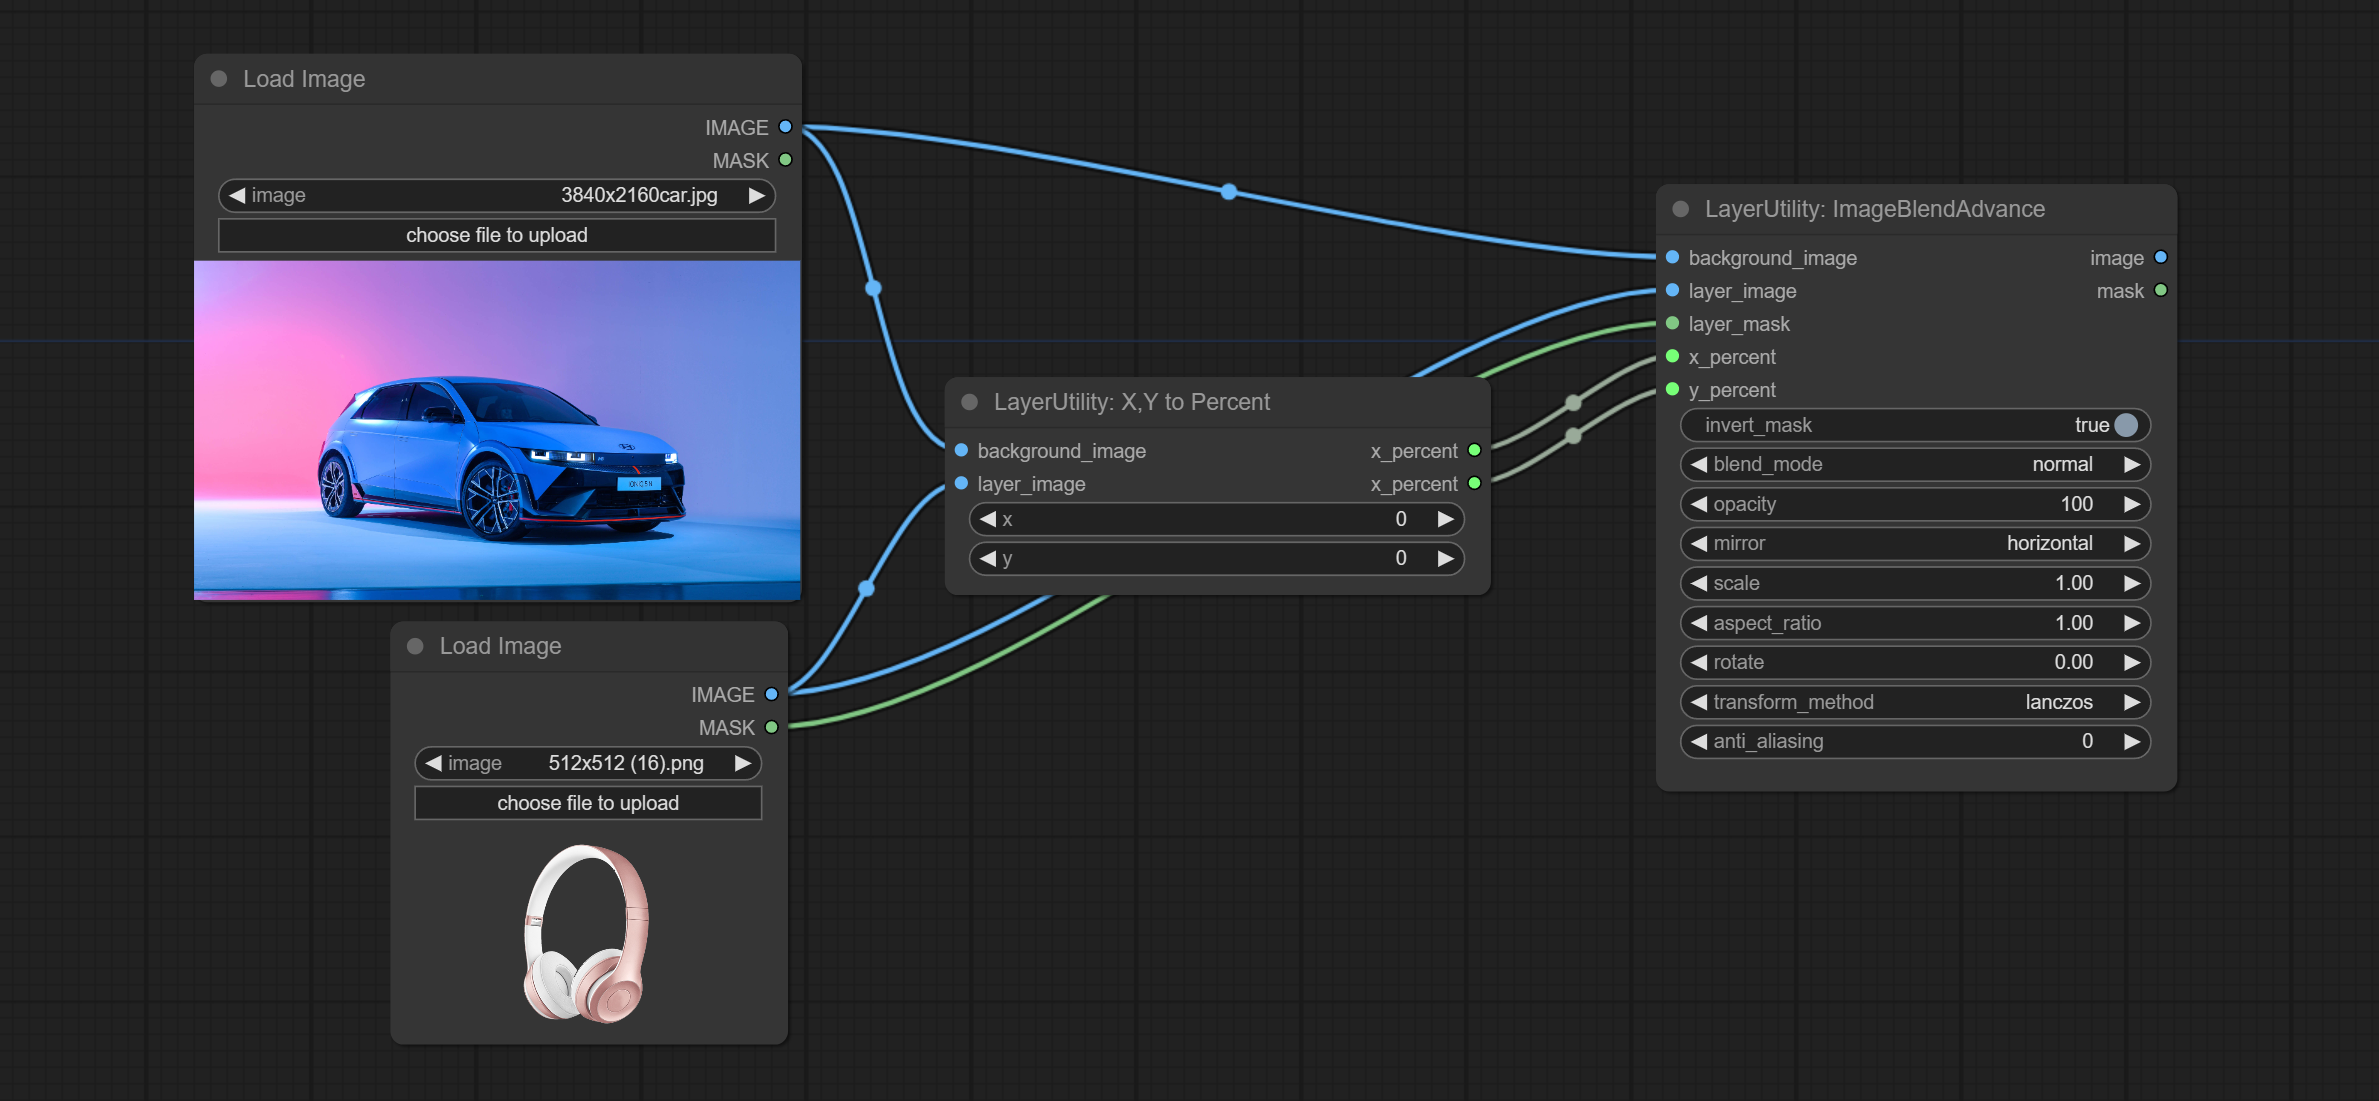 Load Image
IMAGE
MASK
image 3840x2160car.jpg
choose file to upload
Load Image
IMAGE
MASK
image 512x512 (16).png
choose file to upload
LayerUtility: X,Y to Percent
background_image x_percent
layer_image x_percent
x 0
y 0
LayerUtility: ImageBlendAdvance
background_image image
layer_image mask
layer_mask
x_percent
y_percent
invert_mask true
blend_mode normal
opacity 100
mirror horizontal
scale 1.00
aspect_ratio 1.00
rotate 0.00
transform_method lanczos
anti_aliasing 0